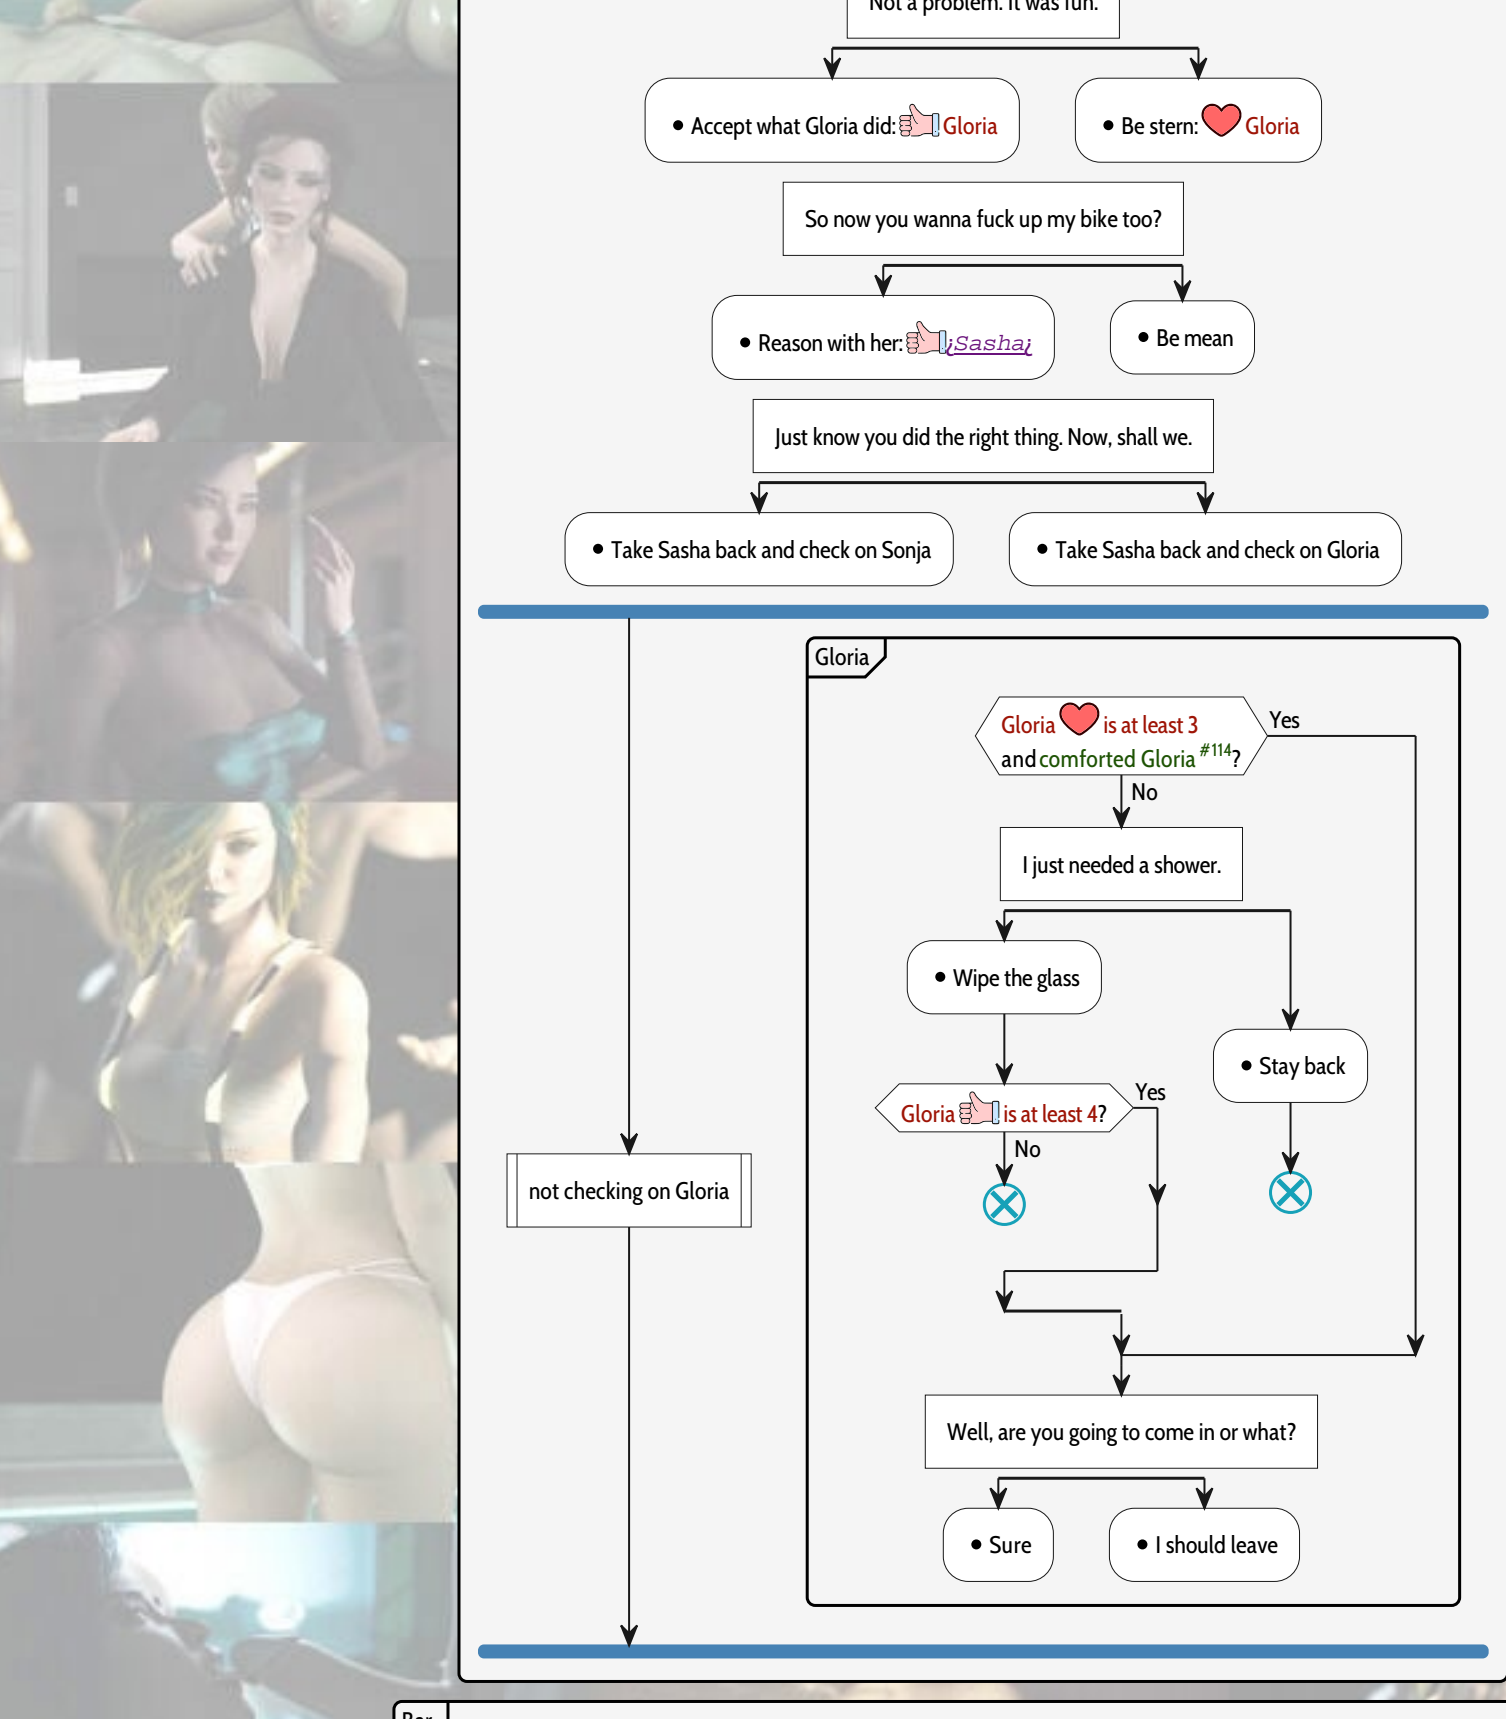 Not a problem. It was fun.
• Accept what Gloria did: Gloria
• Be stern: Gloria
So now you wanna fuck up my bike too?
• Reason with her: ¿Sasha¿
• Be mean
Just know you did the right thing. Now, shall we.
• Take Sasha back and check on Sonja
• Take Sasha back and check on Gloria
Gloria
Gloria is at least 3
and comforted Gloria #114?
Yes
No
I just needed a shower.
• Wipe the glass
• Stay back
Gloria is at least 4?
Yes
No
not checking on Gloria
Well, are you going to come in or what?
• Sure
• I should leave